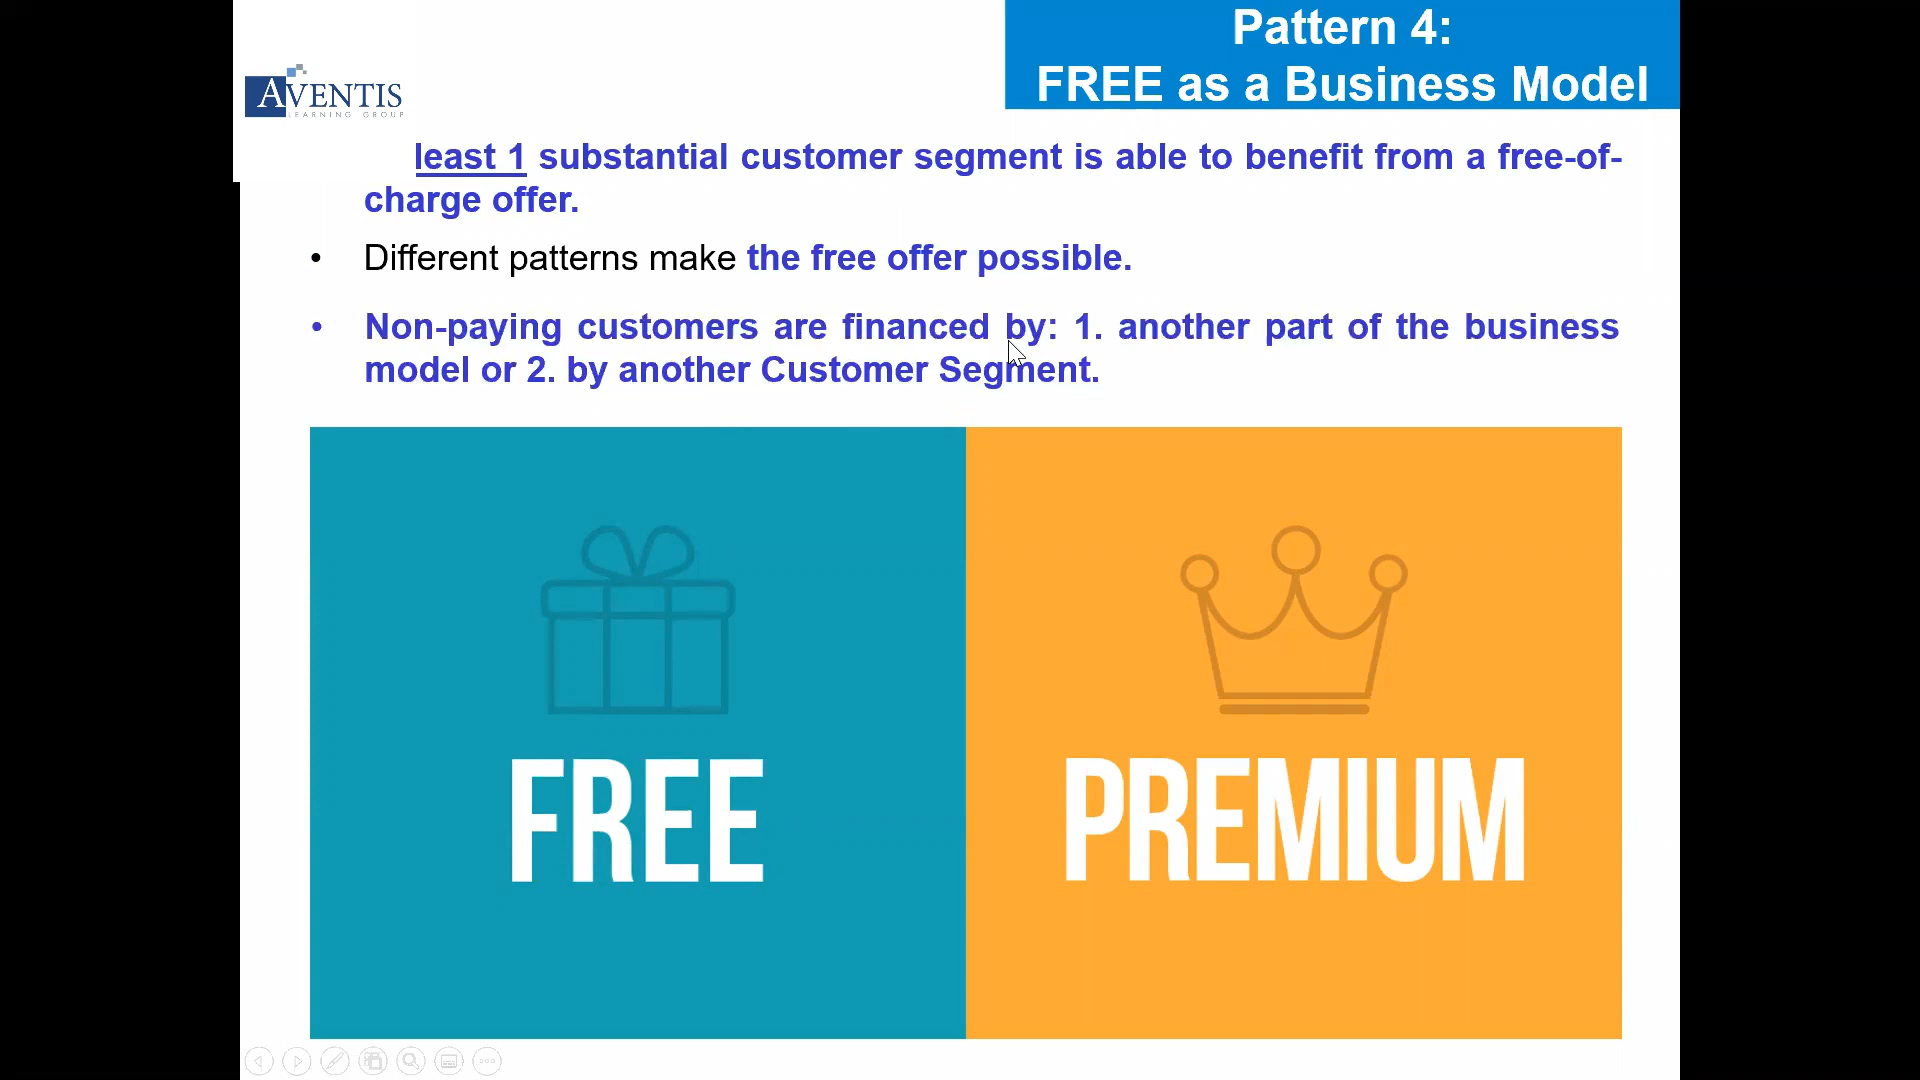 Pattern 4:
FREE as a Business Model
AVENTIS
LEARNING GROUP
least 1 substantial customer segment is able to benefit from a free-of-
charge offer.
• Different patterns make the free offer possible.
• Non-paying customers are financed by: 1. another part of the business
model or 2. by another Customer Segment.
FREE
PREMIUM